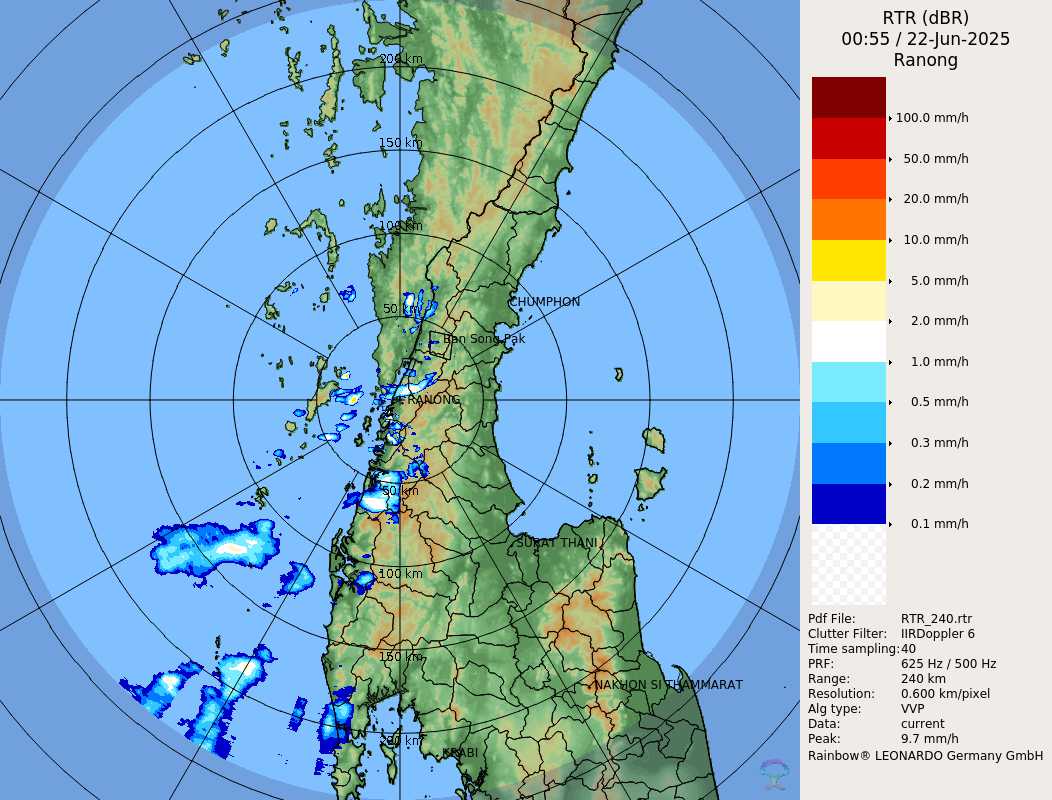 RTR (dBR)
00:55 / 22-Jun-2025
Ranong
100.0 mm/h
50.0 mm/h
20.0 mm/h
10.0 mm/h
5.0 mm/h
2.0 mm/h
1.0 mm/h
0.5 mm/h
0.3 mm/h
0.2 mm/h
0.1 mm/h
Pdf File: RTR_240.rtr
Clutter Filter: IIRDoppler 6
Time sampling:40
PRF: 625 Hz / 500 Hz
Range: 240 km
Resolution: 0.600 km/pixel
Alg type: VVP
Data: current
Peak: 9.7 mm/h
Rainbow® LEONARDO Germany GmbH
200 km
150 km
100 km
50 km
CHUMPHON
Ban Song Pak
RANONG
50 km
SURAT THANI
100 km
150 km
NAKHON SI THAMMARAT
200 km
KRABI